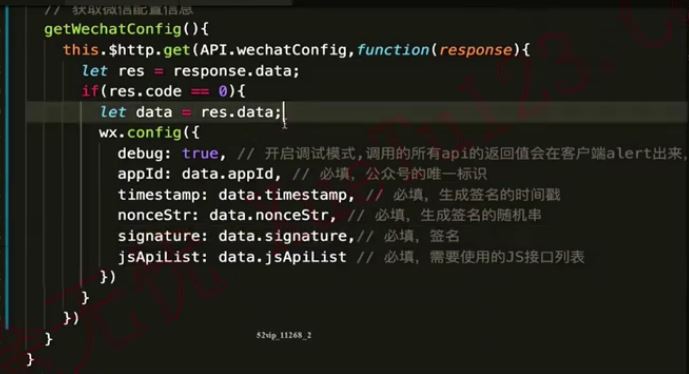 // 获取微信配置信息
getWechatConfig(){
this.$http.get(API.wechatConfig,function(response){
let res = response.data;
if(res.code == 0){
let data = res.data;
wx.config({
debug: true, // 开启调试模式,调用的所有api的返回值会在客户端alert出来,
appId: data.appId, // 必填，公众号的唯一标识
timestamp: data.timestamp, // 必填，生成签名的时间戳
nonceStr: data.nonceStr, // 必填，生成签名的随机串
signature: data.signature,// 必填，签名
jsApiList: data.jsApiList // 必填，需要使用的JS接口列表
})
}
})
}
}
52vip_11268_2